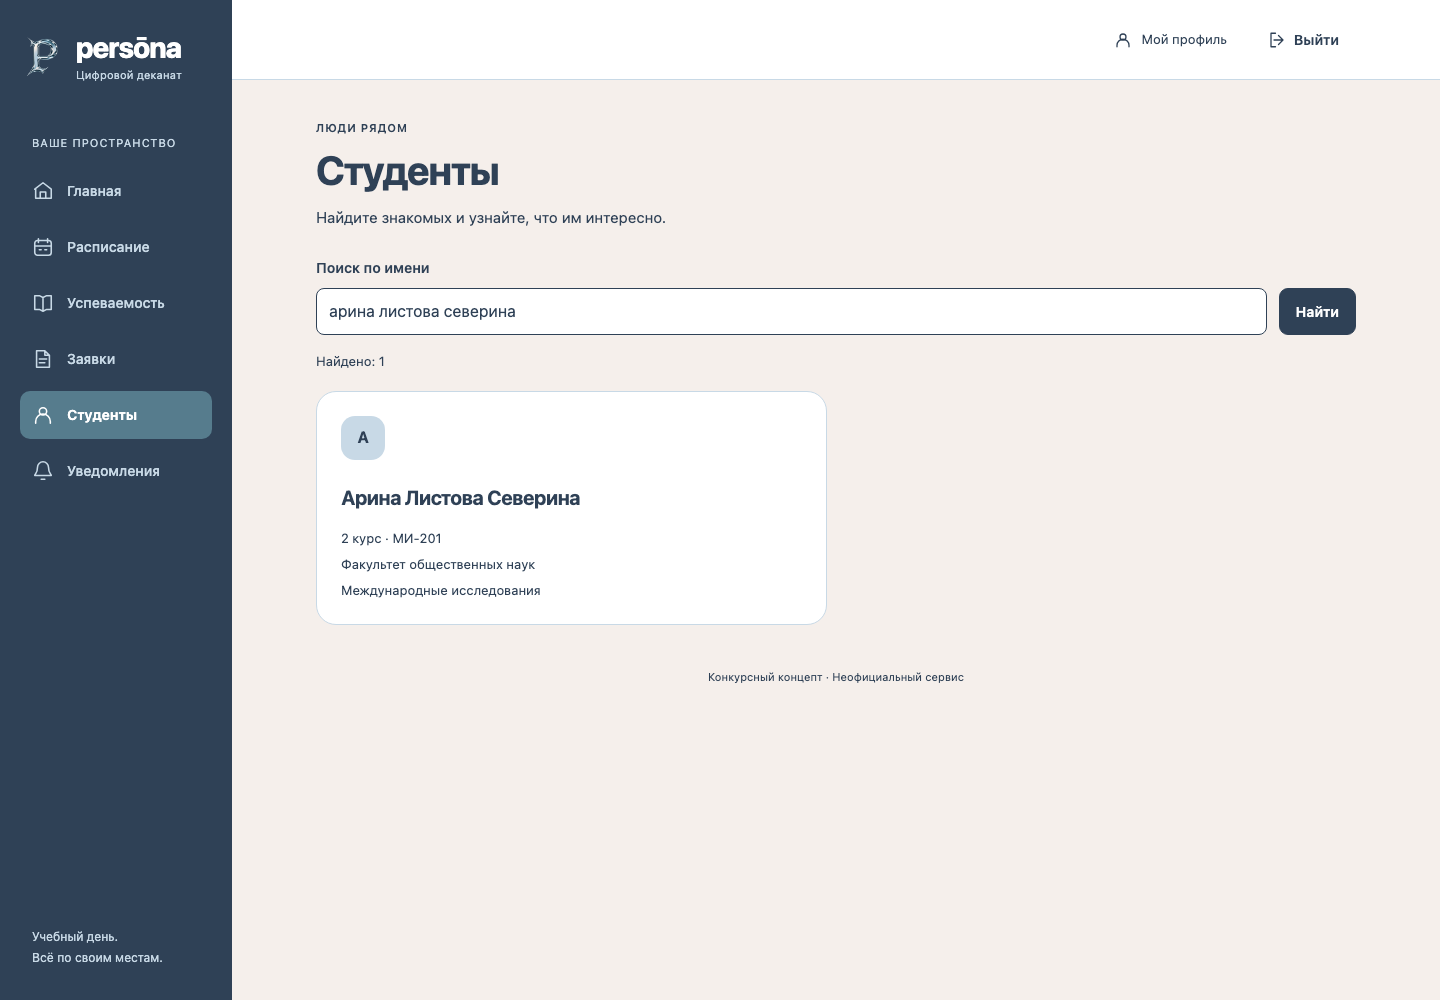 persōna
Цифровой деканат
ВАШЕ ПРОСТРАНСТВО
Главная
Расписание
Успеваемость
Заявки
Студенты
Уведомления
Учебный день.
Всё по своим местам.
Мой профиль
Выйти
ЛЮДИ РЯДОМ
Студенты
Найдите знакомых и узнайте, что им интересно.
Поиск по имени
арина листова северина
Найти
Найдено: 1
А
Арина Листова Северина
2 курс · МИ-201
Факультет общественных наук
Международные исследования
Конкурсный концепт · Неофициальный сервис